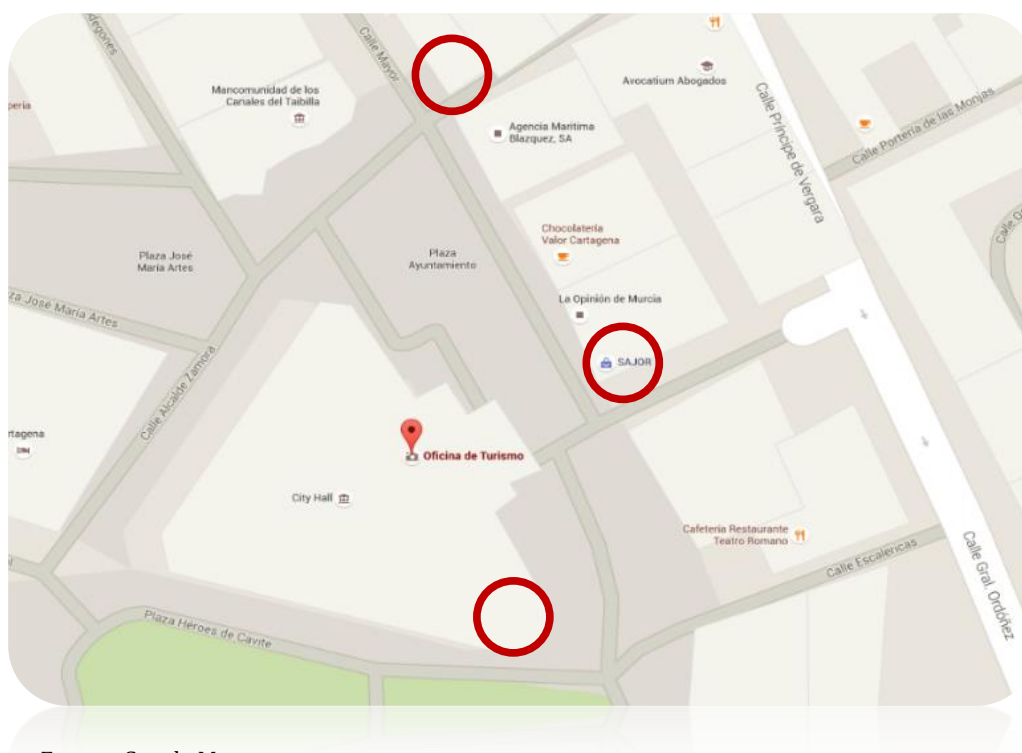 Calle Mayor
Mancomunidad de los
Canales del Taibilla
Agencia Maritima
Blazquez, SA
Avocatium Abogados
Calle Príncipe de Vergara
Calle Portería de las Monjas
Chocolatería
Valor Cartagena
Plaza José
María Artes
Plaza
Ayuntamiento
La Opinión de Murcia
za José María Artes
SAJOR
Calle Alcalde Zamora
rtagena
Oficina de Turismo
City Hall
Cafetería Restaurante
Teatro Romano
Calle Escalericas
Calle Gral. Ordóñez
Plaza Héroes de Cavite